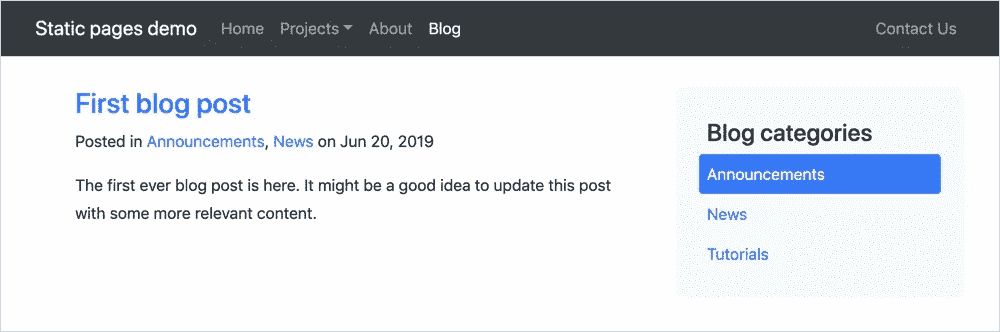 Static pages demo Home Projects About Blog Contact Us
First blog post
Posted in Announcements, News on Jun 20, 2019
The first ever blog post is here. It might be a good idea to update this post
with some more relevant content.
Blog categories
Announcements
News
Tutorials